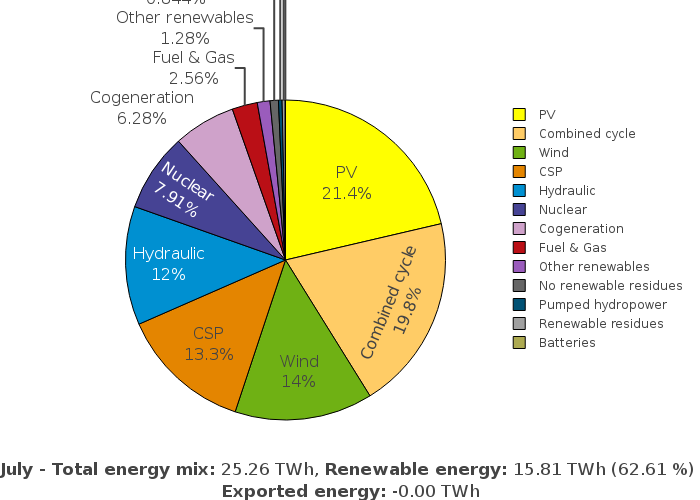 Other renewables
1.28%
Fuel & Gas
2.56%
Cogeneration
6.28%
Nuclear
7.91%
Hydraulic
12%
CSP
13.3%
Wind
14%
Combined cycle
19.8%
PV
21.4%
PV
Combined cycle
Wind
CSP
Hydraulic
Nuclear
Cogeneration
Fuel & Gas
Other renewables
No renewable residues
Pumped hydropower
Renewable residues
Batteries
July - Total energy mix: 25.26 TWh, Renewable energy: 15.81 TWh (62.61 %)
Exported energy: -0.00 TWh